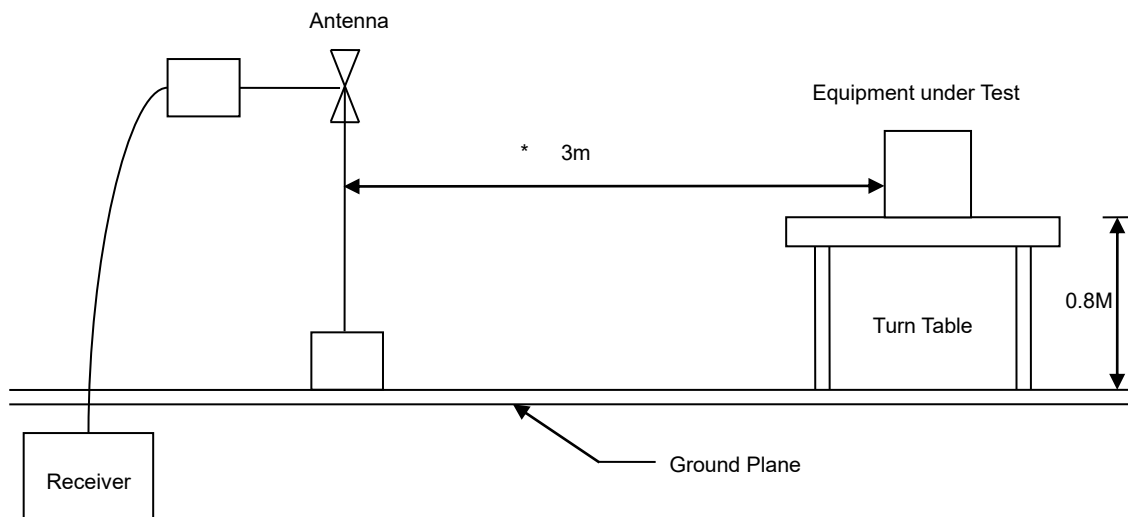 Antenna
Equipment under Test
* 3m
0.8M
Turn Table
Ground Plane
Receiver